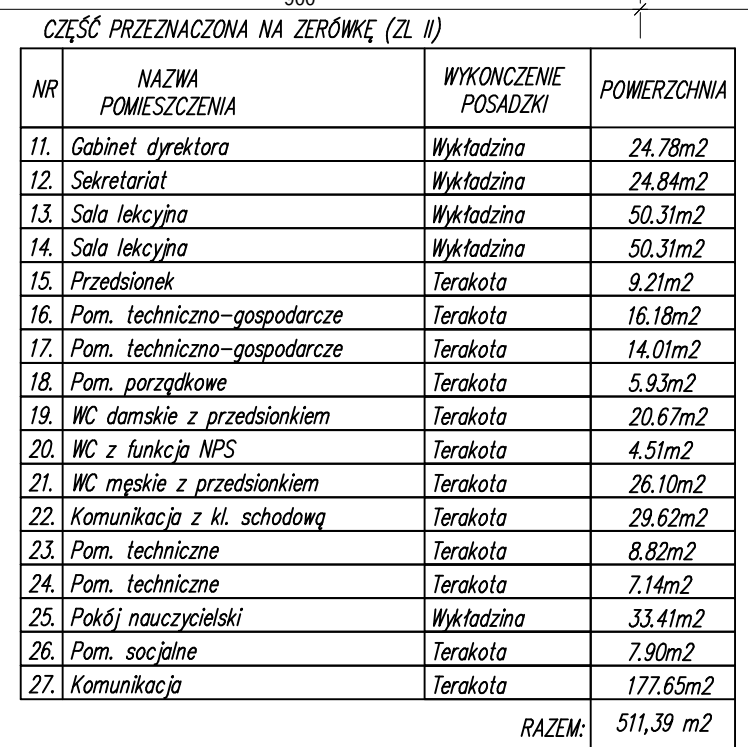 CZĘŚĆ PRZEZNACZONA NA ZERÓWKĘ (ZL II)
NR NAZWA POMIESZCZENIA WYKONCZENIE POSADZKI POWIERZCHNIA
11. Gabinet dyrektora Wykładzina 24.78m2
12. Sekretariat Wykładzina 24.84m2
13. Sala lekcyjna Wykładzina 50.31m2
14. Sala lekcyjna Wykładzina 50.31m2
15. Przedsionek Terakota 9.21m2
16. Pom. techniczno-gospodarcze Terakota 16.18m2
17. Pom. techniczno-gospodarcze Terakota 14.01m2
18. Pom. porządkowe Terakota 5.93m2
19. WC damskie z przedsionkiem Terakota 20.67m2
20. WC z funkcja NPS Terakota 4.51m2
21. WC męskie z przedsionkiem Terakota 26.10m2
22. Komunikacja z kl. schodową Terakota 29.62m2
23. Pom. techniczne Terakota 8.82m2
24. Pom. techniczne Terakota 7.14m2
25. Pokój nauczycielski Wykładzina 33.41m2
26. Pom. socjalne Terakota 7.90m2
27. Komunikacja Terakota 177.65m2
RAZEM: 511,39 m2